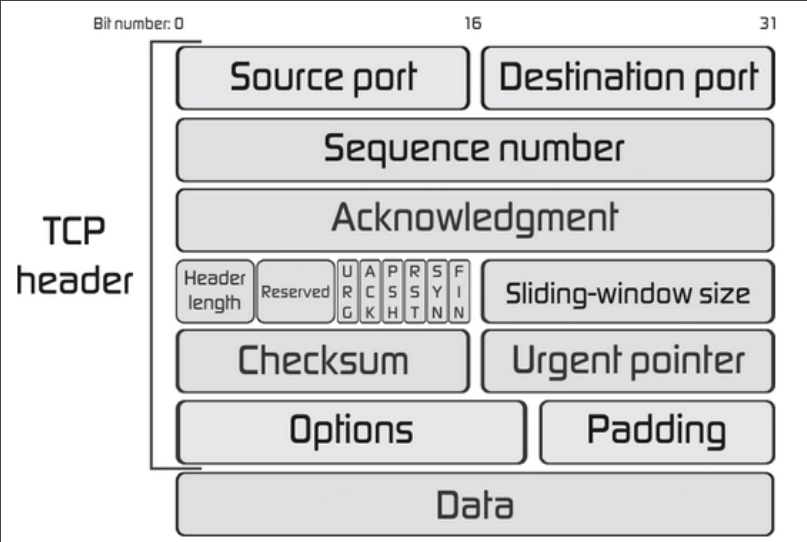 Bit number: 0 16 31
Source port Destination port
Sequence number
Acknowledgment
TCP
header
Header
length
Reserved
URG
ACK
PSH
RST
SYN
FIN
Sliding-window size
Checksum Urgent pointer
Options Padding
Data